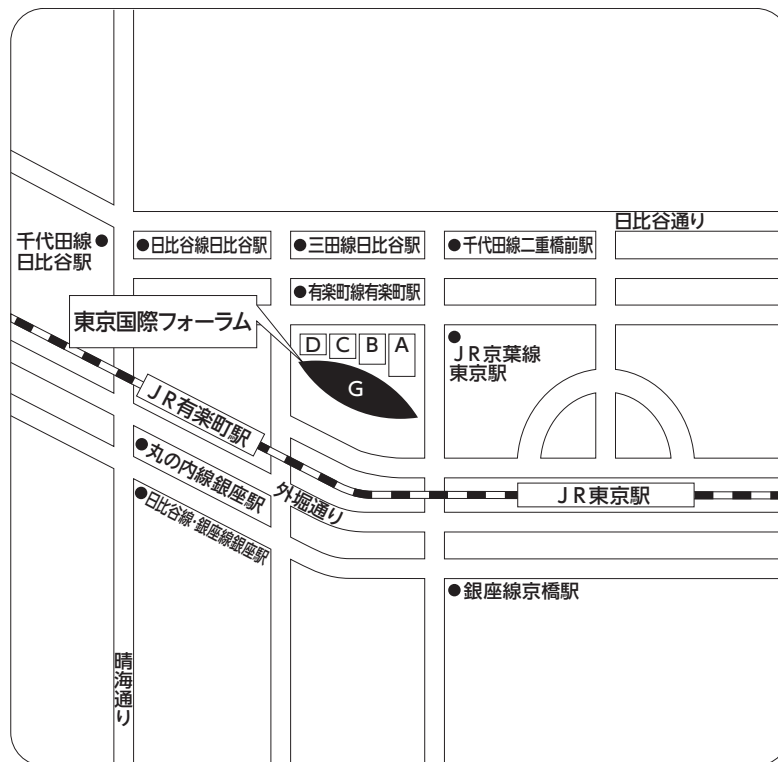 日比谷通り
千代田線
日比谷駅
日比谷線日比谷駅
三田線日比谷駅
千代田線二重橋前駅
有楽町線有楽町駅
東京国際フォーラム
D
C
B
A
G
JR京葉線
東京駅
JR有楽町駅
丸の内線銀座駅
外堀通り
JR東京駅
日比谷線・銀座線銀座駅
銀座線京橋駅
晴海通り